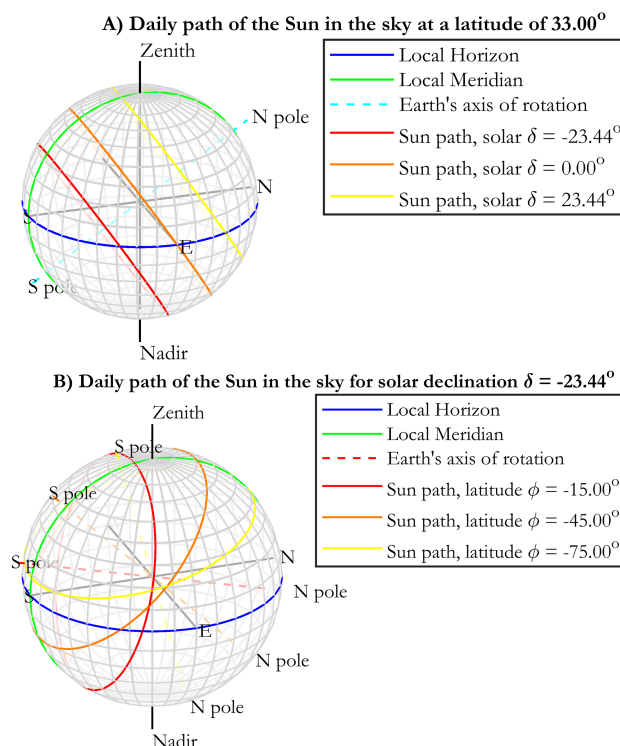 A) Daily path of the Sun in the sky at a latitude of 33.00º
Zenith
Local Horizon
Local Meridian
Earth's axis of rotation
Sun path, solar δ = -23.44º
Sun path, solar δ = 0.00º
Sun path, solar δ = 23.44º
N pole
N
S
E
S pole
Nadir
B) Daily path of the Sun in the sky for solar declination δ = -23.44º
Zenith
Local Horizon
Local Meridian
Earth's axis of rotation
Sun path, latitude ϕ = -15.00º
Sun path, latitude ϕ = -45.00º
Sun path, latitude ϕ = -75.00º
S pole
S pole
S pole
N
N pole
S
E
N pole
N pole
Nadir